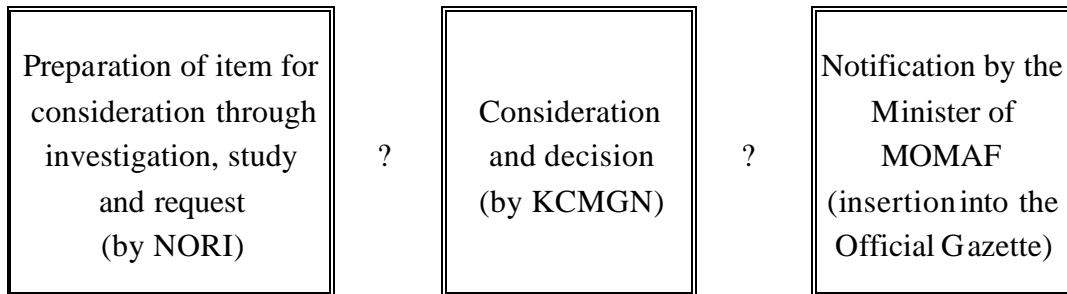 Preparation of item for
consideration through
investigation, study
and request
(by NORI)
?
Consideration
and decision
(by KCMGN)
?
Notification by the
Minister of
MOMAF
(insertion into the
Official Gazette)